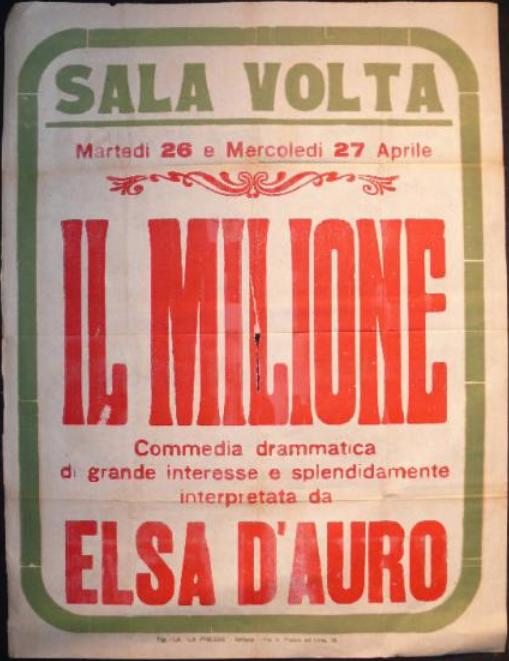 SALA VOLTA
Martedì 26 e Mercoledì 27 Aprile
IL MILIONE
Commedia drammatica
di grande interesse e splendidamente
interpretata da
ELSA D'AURO